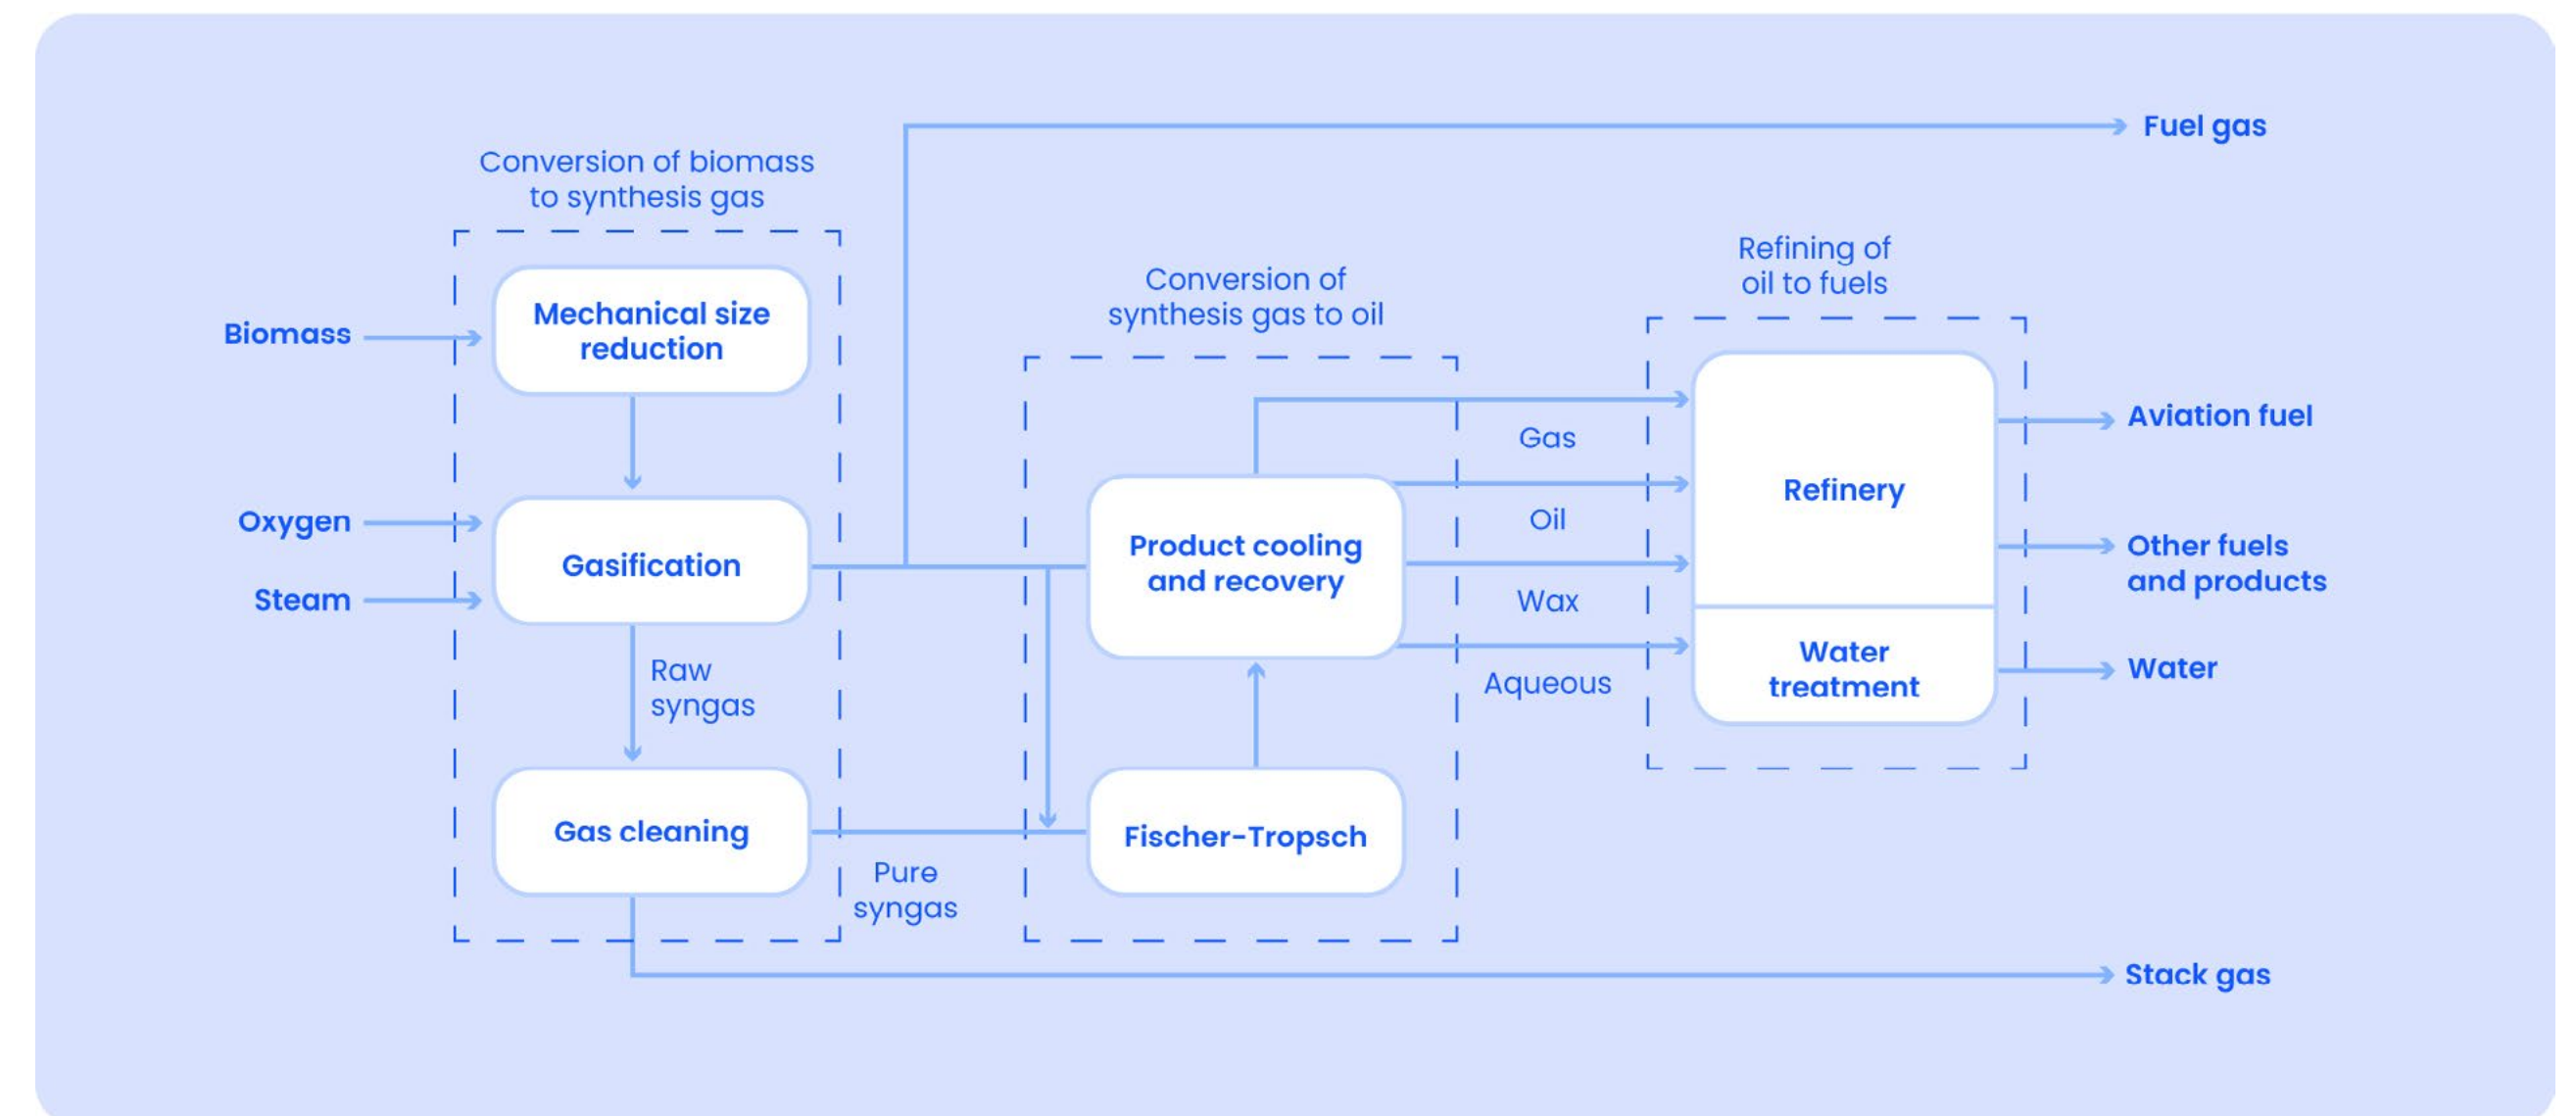 Fuel gas
Conversion of biomass
to synthesis gas
Mechanical size
reduction
Biomass
Oxygen
Steam
Gasification
Raw
syngas
Gas cleaning
Pure
syngas
Conversion of
synthesis gas to oil
Product cooling
and recovery
Fischer-Tropsch
Gas
Oil
Wax
Aqueous
Refining of
oil to fuels
Refinery
Water
treatment
Aviation fuel
Other fuels
and products
Water
Stack gas